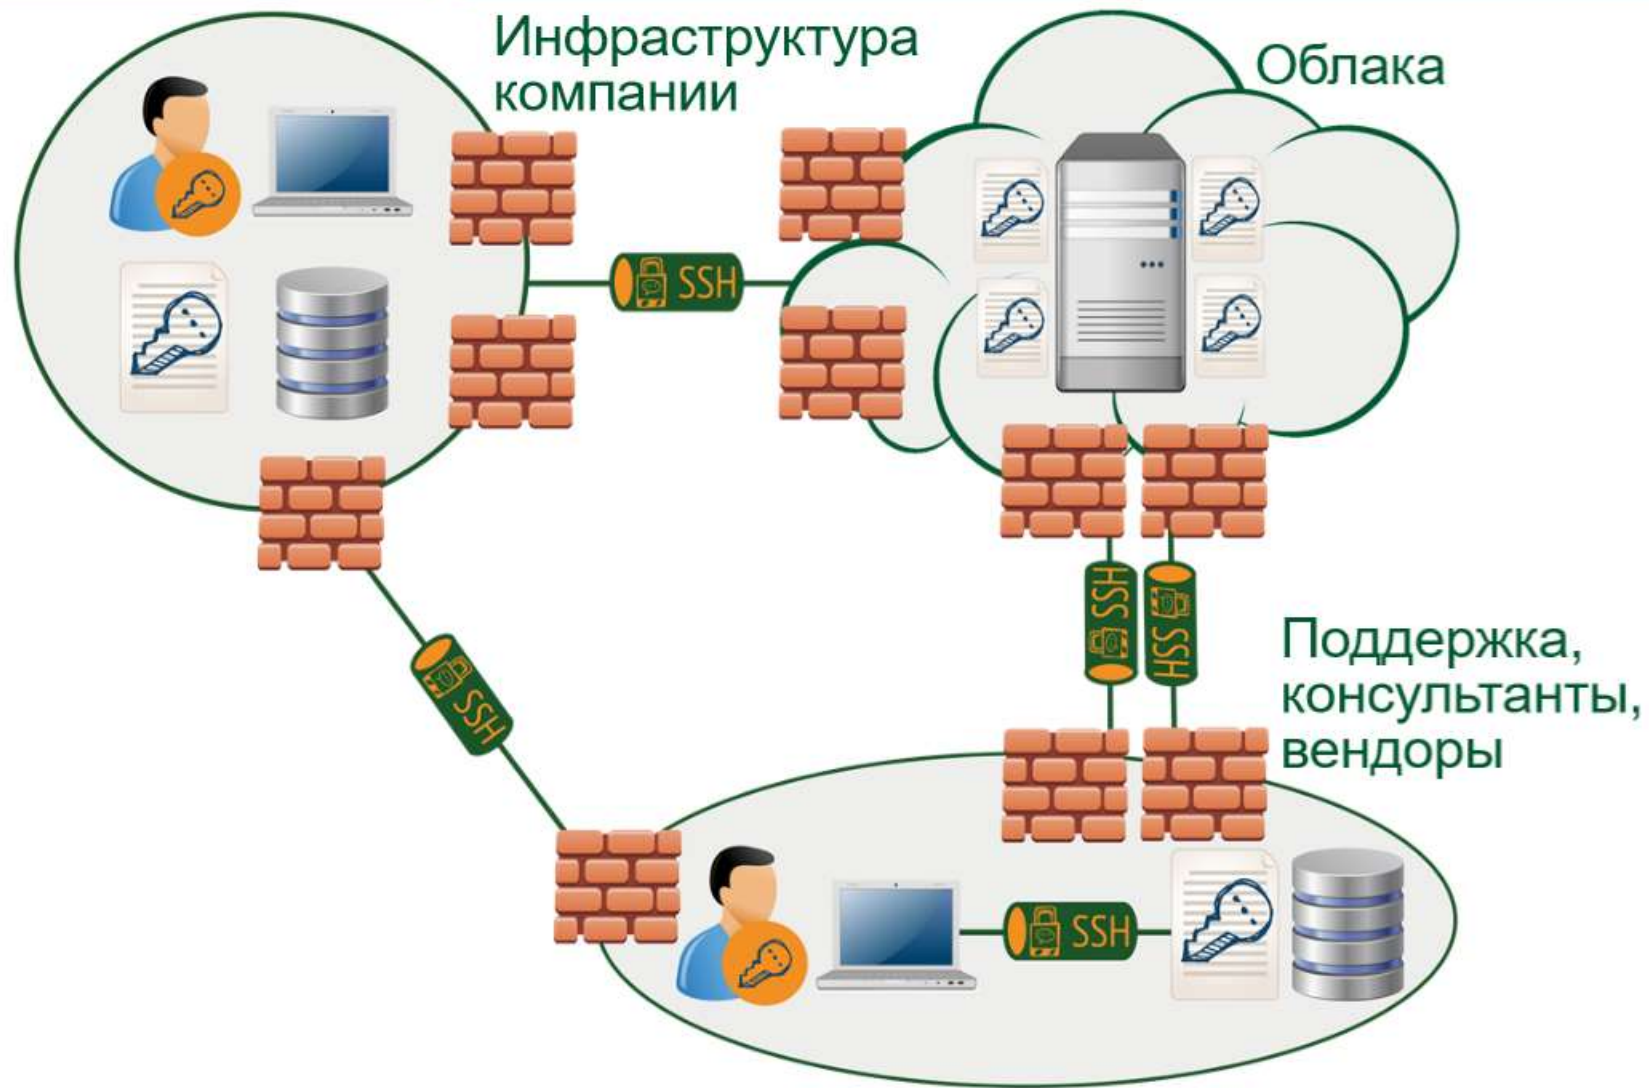 Инфраструктура
компании
Облака
SSH
SSH
SSH
SSH
Поддержка,
консультанты,
вендоры
SSH